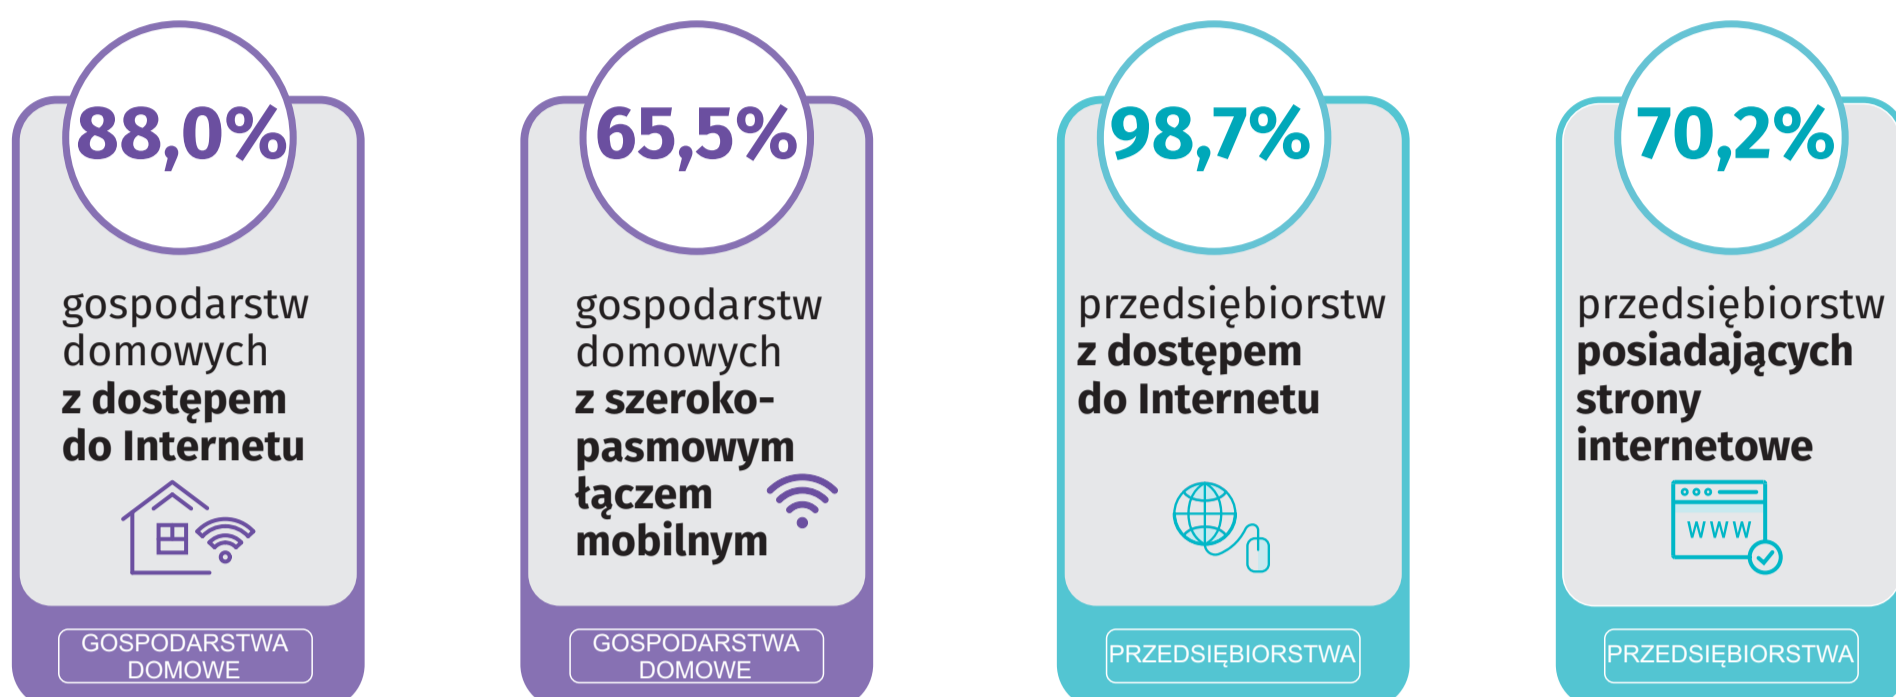 88,0%
gospodarstw
domowych
z dostępem
do Internetu
GOSPODARSTWA
DOMOWE
65,5%
gospodarstw
domowych
z szeroko-
pasmowym
łączem
mobilnym
GOSPODARSTWA
DOMOWE
98,7%
przedsiębiorstw
z dostępem
do Internetu
PRZEDSIĘBIORSTWA
70,2%
przedsiębiorstw
posiadających
strony
internetowe
WWW
PRZEDSIĘBIORSTWA